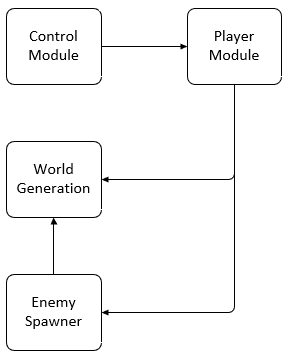 Control
Module
Player
Module
World
Generation
Enemy
Spawner